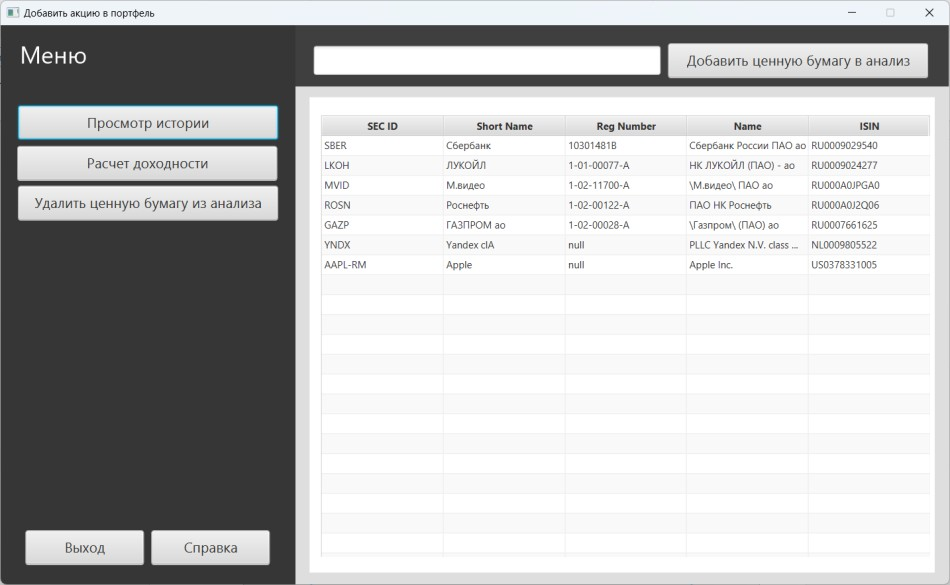 Добавить акцию в портфель
Меню
Добавить ценную бумагу в анализ
Просмотр истории
Расчет доходности
Удалить ценную бумагу из анализа
SEC ID Short Name Reg Number Name ISIN
SBER Сбербанк 10301481B Сбербанк России ПАО ао RU0009029540
LKOH ЛУКОЙЛ 1-01-00077-A НК ЛУКОЙЛ (ПАО) - ао RU0009024277
MVID М.видео 1-02-11700-A \М.видео\ ПАО ао RU000A0JPGA0
ROSN Роснефть 1-02-00122-A ПАО НК Роснефть RU000A0J2Q06
GAZP ГАЗПРОМ ао 1-02-00028-A \Газпром\ (ПАО) ао RU0007661625
YNDX Yandex clA null PLLC Yandex N.V. class ... NL0009805522
AAPL-RM Apple null Apple Inc. US0378331005
Выход Справка